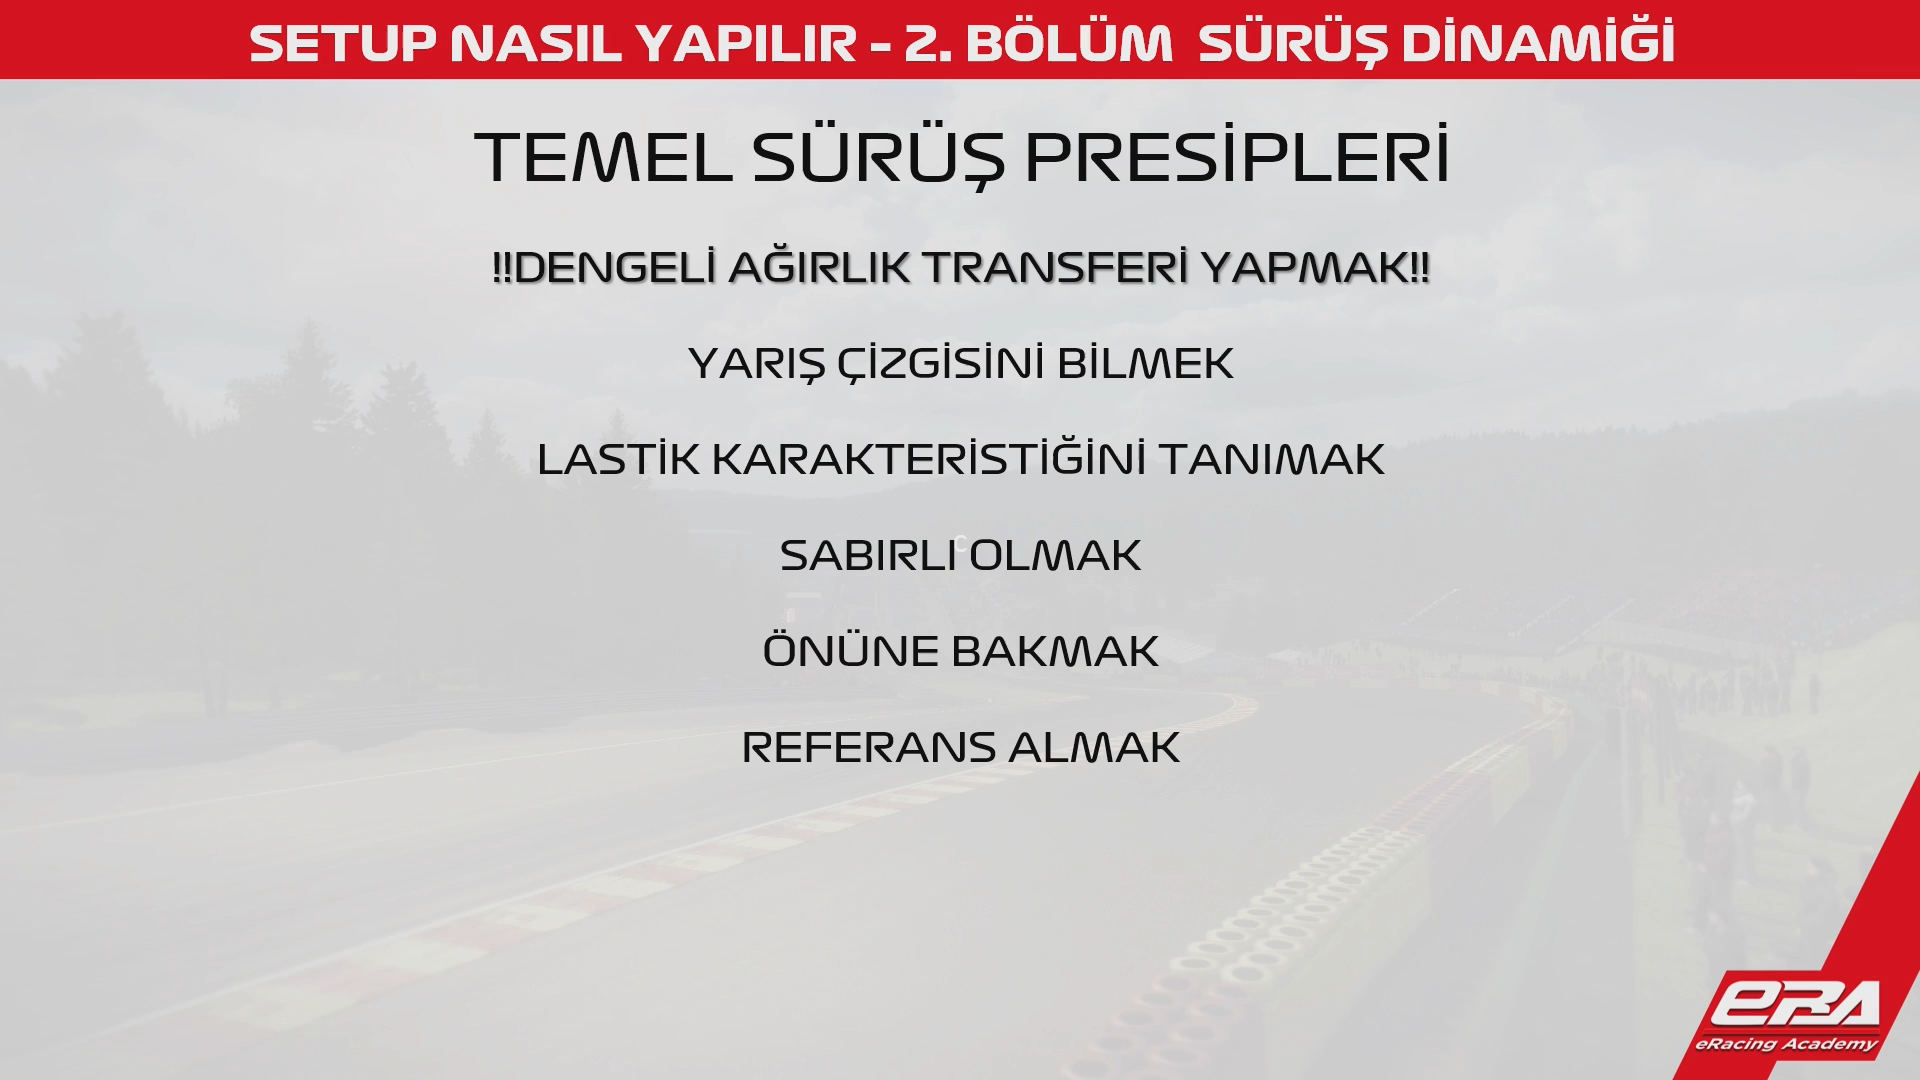 SETUP NASIL YAPILIR - 2. BÖLÜM SÜRÜŞ DİNAMİĞİ
TEMEL SÜRÜŞ PRESİPLERİ
!!DENGELİ AĞIRLIK TRANSFERİ YAPMAK!!
YARIŞ ÇİZGİSİNİ BİLMEK
LASTİK KARAKTERİSTİĞİNİ TANIMAK
SABIRLI OLMAK
ÖNÜNE BAKMAK
REFERANS ALMAK
eRA
eRacing Academy